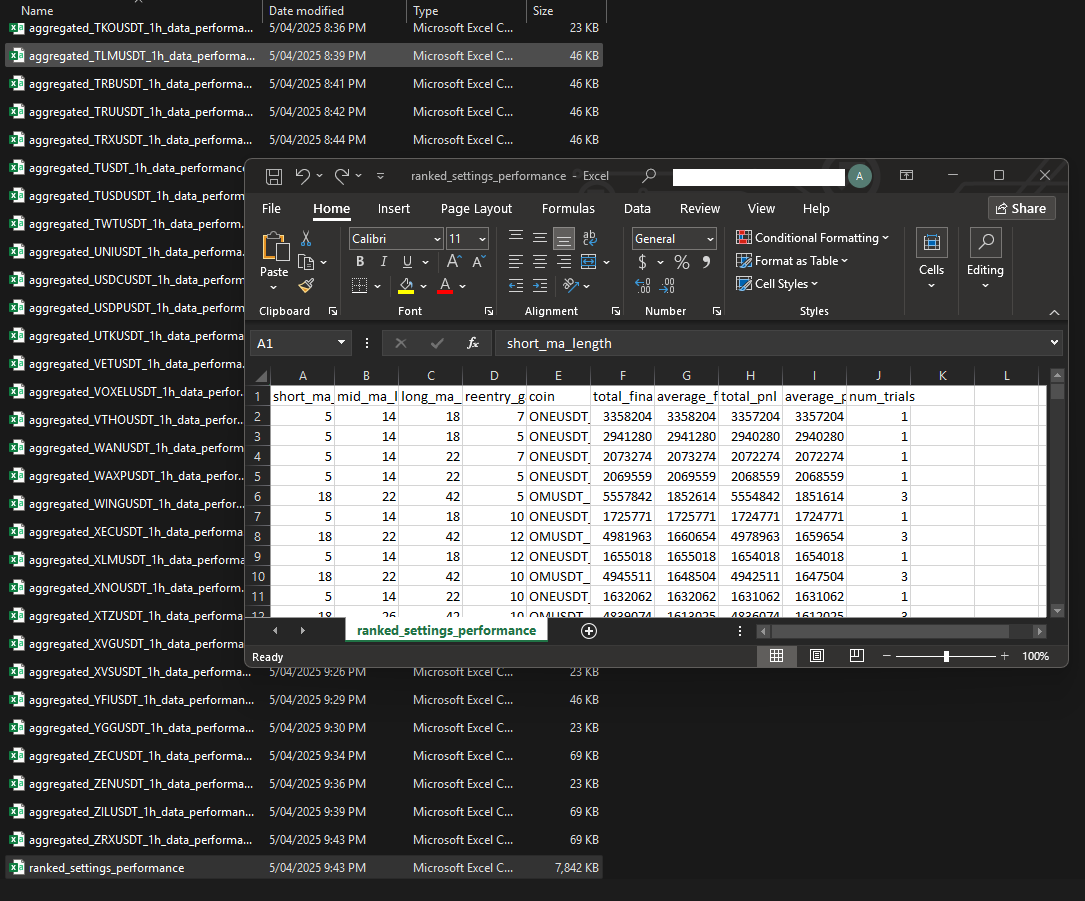 Name Date modified Type Size
aggregated_TKOUSDT_1h_data_performa... 5/04/2025 8:36 PM Microsoft Excel C... 23 KB
aggregated_TLMUSDT_1h_data_performa... 5/04/2025 8:39 PM Microsoft Excel C... 46 KB
aggregated_TRBUSDT_1h_data_performa... 5/04/2025 8:41 PM Microsoft Excel C... 46 KB
aggregated_TRUUSDT_1h_data_performa... 5/04/2025 8:42 PM Microsoft Excel C... 46 KB
aggregated_TRXUSDT_1h_data_performa... 5/04/2025 8:44 PM Microsoft Excel C... 46 KB
aggregated_TUSDT_1h_data_performance
aggregated_TUSDUSDT_1h_data_perform
aggregated_TWTUSDT_1h_data_perform.
aggregated_UNIUSDT_1h_data_performa
aggregated_USDCUSDT_1h_data_perform
aggregated_USDPUSDT_1h_data_perform
aggregated_UTKUSDT_1h_data_performa
aggregated_VETUSDT_1h_data_performa.
aggregated_VOXELUSDT_1h_data_perfor.
aggregated_VTHOUSDT_1h_data_perform
aggregated_WANUSDT_1h_data_perform
aggregated_WAXPUSDT_1h_data_perfor..
aggregated_WINGUSDT_1h_data_perfor..
aggregated_XECUSDT_1h_data_performa
aggregated_XLMUSDT_1h_data_performa
aggregated_XNOUSDT_1h_data_perform.
aggregated_XTZUSDT_1h_data_performa
aggregated_XVGUSDT_1h_data_performa
aggregated_XVSUSDT_1h_data_performa... 5/04/2025 9:26 PM Microsoft Excel C... 23 KB
aggregated_YFIUSDT_1h_data_performan... 5/04/2025 9:29 PM Microsoft Excel C... 46 KB
aggregated_YGGUSDT_1h_data_performa... 5/04/2025 9:30 PM Microsoft Excel C... 23 KB
aggregated_ZECUSDT_1h_data_performa... 5/04/2025 9:34 PM Microsoft Excel C... 69 KB
aggregated_ZENUSDT_1h_data_performa... 5/04/2025 9:36 PM Microsoft Excel C... 23 KB
aggregated_ZILUSDT_1h_data_performan... 5/04/2025 9:39 PM Microsoft Excel C... 69 KB
aggregated_ZRXUSDT_1h_data_performa... 5/04/2025 9:43 PM Microsoft Excel C... 69 KB
ranked_settings_performance 5/04/2025 9:43 PM Microsoft Excel C... 7,842 KB
ranked_settings_performance - Excel A
File Home Insert Page Layout Formulas Data Review View Help Share
Paste Calibri 11 General Conditional Formatting
B I U A A $ % Format as Table Cells Editing
Cell Styles
Clipboard Font Alignment Number Styles
A1 fx short_ma_length
A B C D E F G H I J K L
1 short_ma_ mid_ma_l long_ma_ reentry_g coin total_fina average_f total_pnl average_p num_trials
2 5 14 18 7 ONEUSDT_ 3358204 3358204 3357204 3357204 1
3 5 14 18 5 ONEUSDT_ 2941280 2941280 2940280 2940280 1
4 5 14 22 7 ONEUSDT_ 2073274 2073274 2072274 2072274 1
5 5 14 22 5 ONEUSDT_ 2069559 2069559 2068559 2068559 1
6 18 22 42 5 OMUSDT_ 5557842 1852614 5554842 1851614 3
7 5 14 18 10 ONEUSDT_ 1725771 1725771 1724771 1724771 1
8 18 22 42 12 OMUSDT_ 4981963 1660654 4978963 1659654 3
9 5 14 18 12 ONEUSDT_ 1655018 1655018 1654018 1654018 1
10 18 22 42 10 OMUSDT_ 4945511 1648504 4942511 1647504 3
11 5 14 22 10 ONEUSDT_ 1632062 1632062 1631062 1631062 1
12 18 26 42 10 OMUSDT_ 4839074 1613025 4836074 1612025 3
ranked_settings_performance
Ready 100%